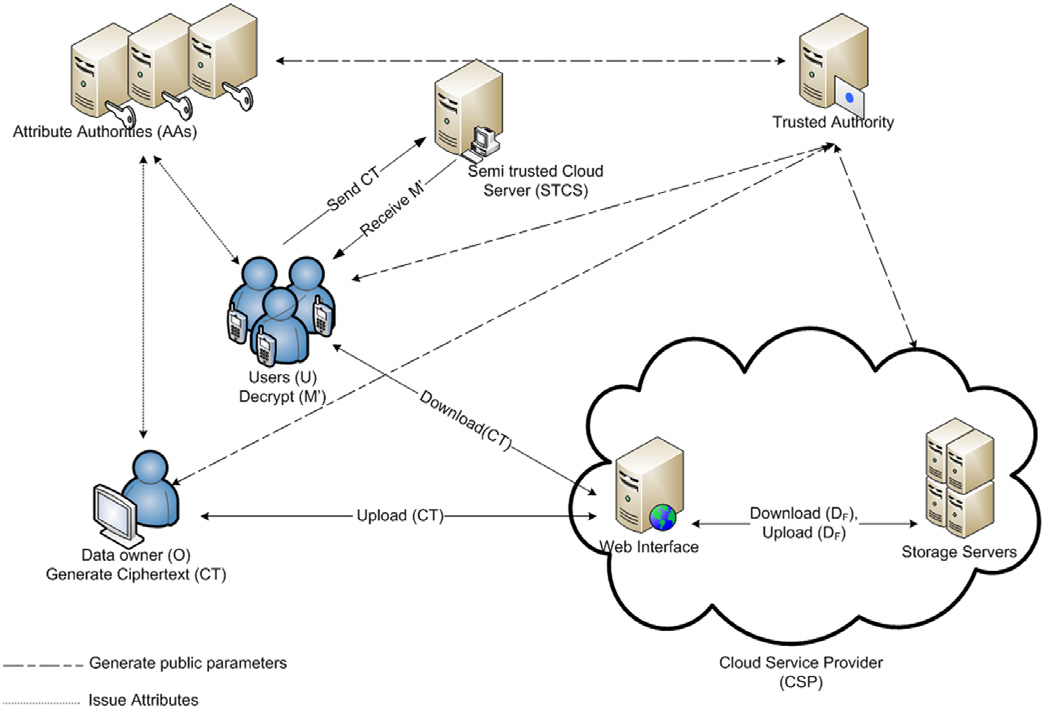 Attribute Authorities (AAs)
Trusted Authority
Semi trusted Cloud
Server (STCS)
Send CT
Receive M'
Users (U)
Decrypt (M')
Download(CT)
Data owner (O)
Generate Ciphertext (CT)
Upload (CT)
Web Interface
Download (DF),
Upload (DF)
Storage Servers
Cloud Service Provider
(CSP)
Generate public parameters
Issue Attributes